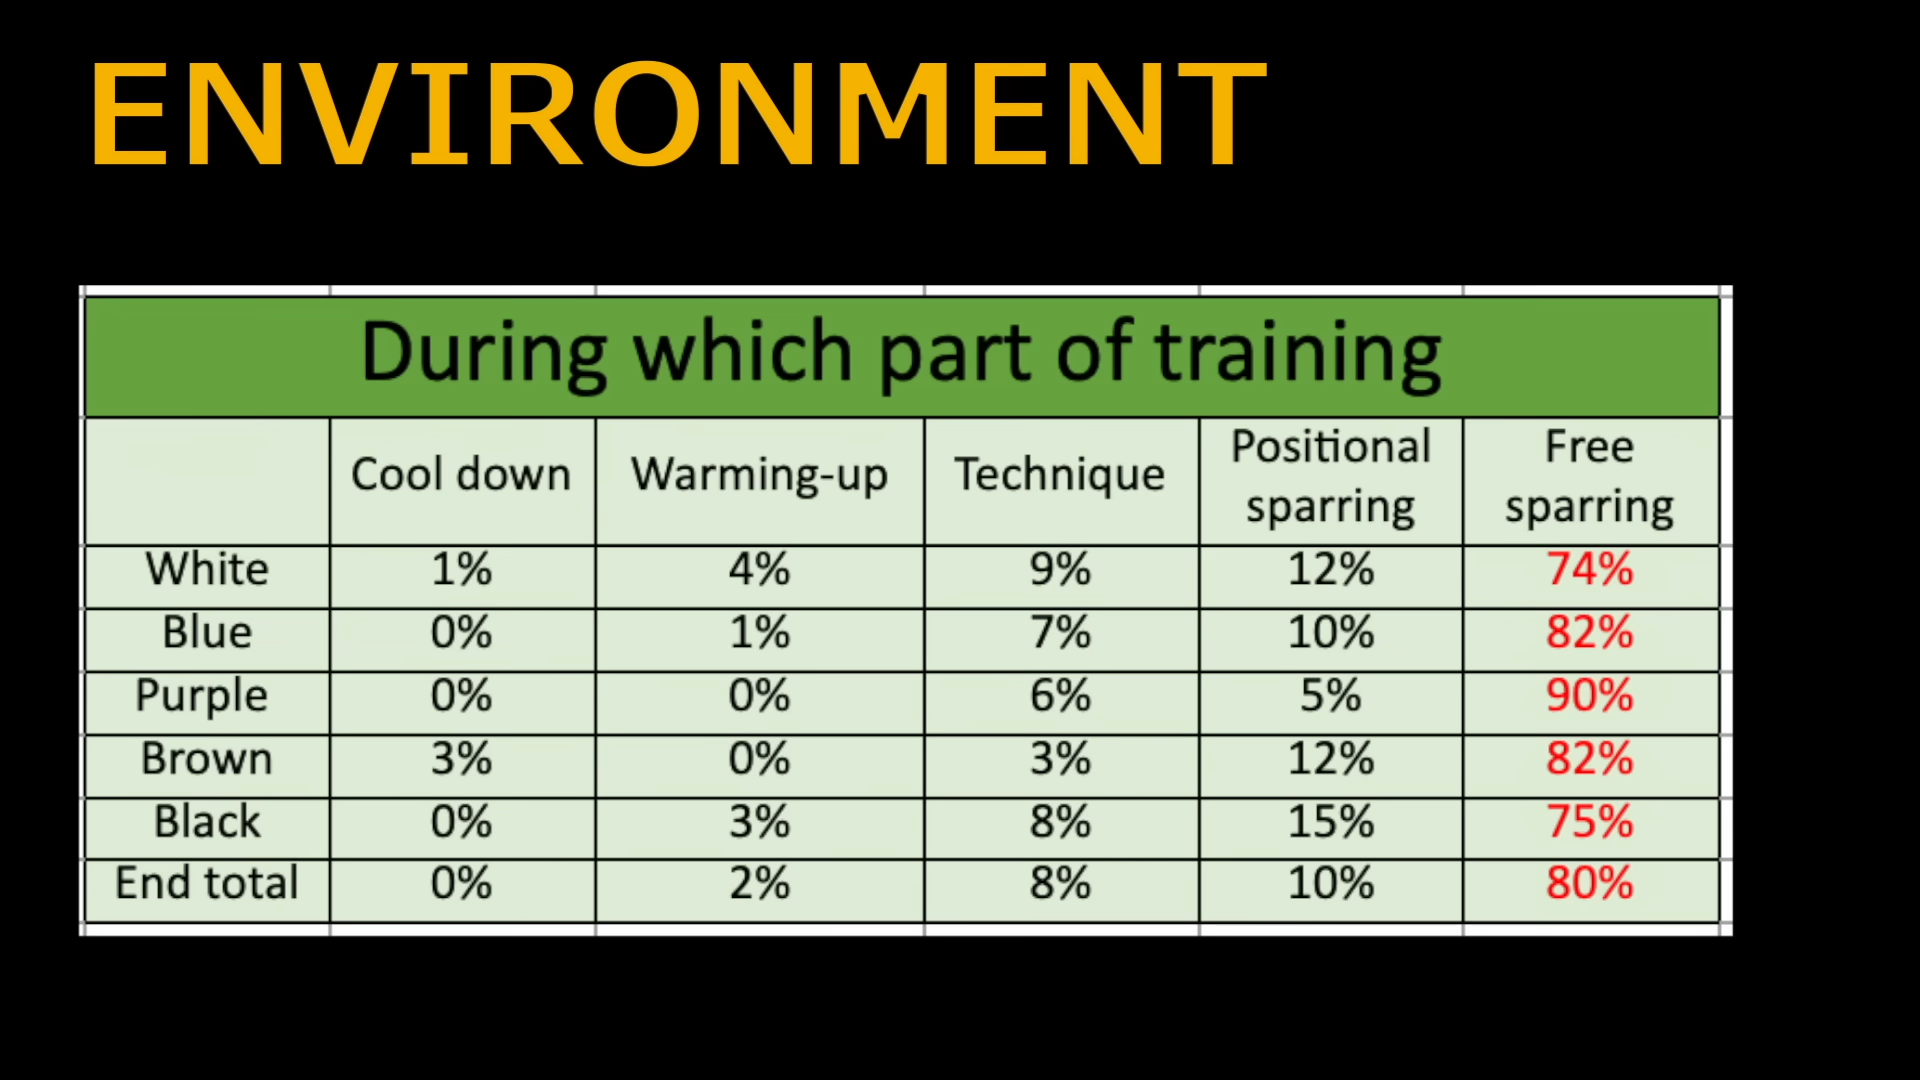 ENVIRONMENT
During which part of training
Cool down Warming-up Technique Positional sparring Free sparring
White 1% 4% 9% 12% 74%
Blue 0% 1% 7% 10% 82%
Purple 0% 0% 6% 5% 90%
Brown 3% 0% 3% 12% 82%
Black 0% 3% 8% 15% 75%
End total 0% 2% 8% 10% 80%